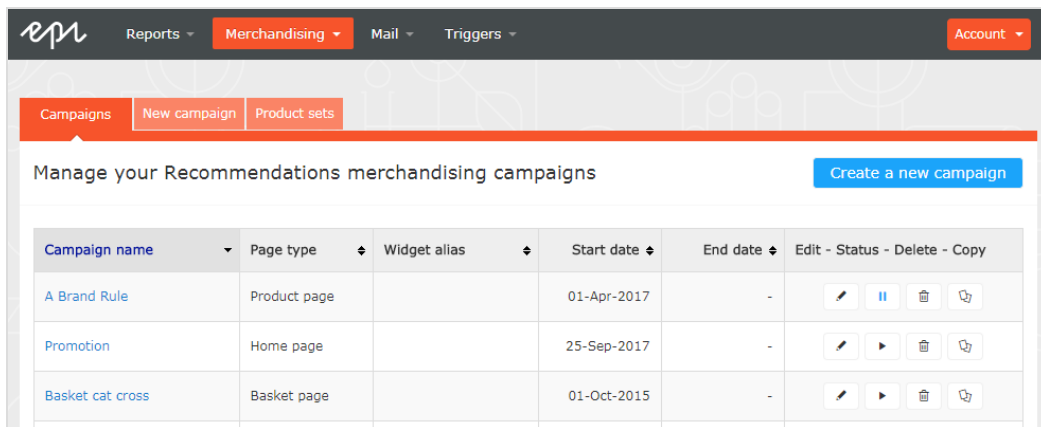 epi Reports Merchandising Mail Triggers Account
Campaigns New campaign Product sets
Manage your Recommendations merchandising campaigns Create a new campaign
Campaign name Page type Widget alias Start date End date Edit - Status - Delete - Copy
A Brand Rule Product page 01-Apr-2017 -
Promotion Home page 25-Sep-2017 -
Basket cat cross Basket page 01-Oct-2015 -